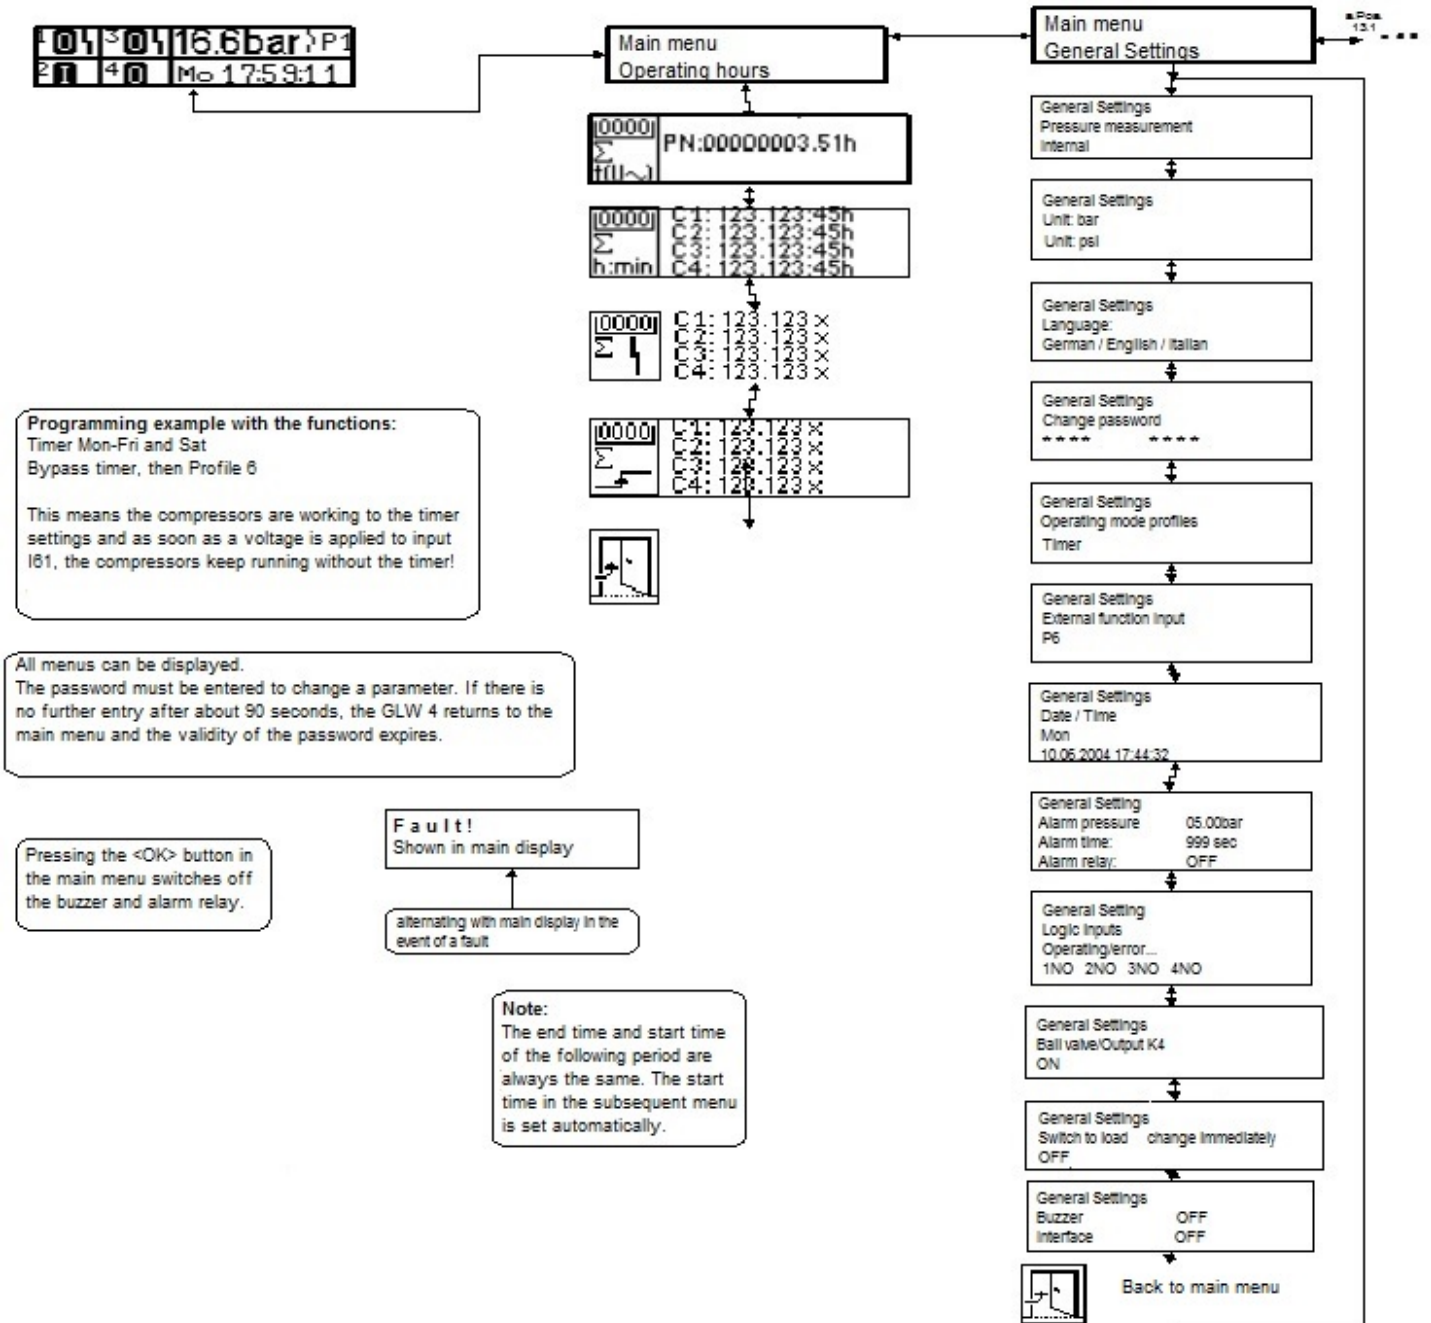 1 3 16.6bar P1
2 I 4 0 Mo 17:59:11
Main menu
Operating hours
0000
Σ
t(U~)
PN:00000003.51h
0000
Σ
h:min
C1: 123.123:45h
C2: 123.123:45h
C3: 123.123:45h
C4: 123.123:45h
0000
Σ
C1: 123.123 x
C2: 123.123 x
C3: 123.123 x
C4: 123.123 x
0000
Σ
C1: 123.123 x
C2: 123.123 x
C3: 123.123 x
C4: 123.123 x
Programming example with the functions:
Timer Mon-Fri and Sat
Bypass timer, then Profile 6
This means the compressors are working to the timer
settings and as soon as a voltage is applied to input
I61, the compressors keep running without the timer!
All menus can be displayed.
The password must be entered to change a parameter. If there is
no further entry after about 90 seconds, the GLW 4 returns to the
main menu and the validity of the password expires.
Pressing the <OK> button in
the main menu switches off
the buzzer and alarm relay.
Fault!
Shown in main display
alternating with main display in the
event of a fault
Note:
The end time and start time
of the following period are
always the same. The start
time in the subsequent menu
is set automatically.
Main menu
General Settings
13.1
General Settings
Pressure measurement
Internal
General Settings
Unit: bar
Unit: psi
General Settings
Language:
German / English / Italian
General Settings
Change password
**** ****
General Settings
Operating mode profiles
Timer
General Settings
External function input
P6
General Settings
Date / Time
Mon
10.06.2004 17:44:32
General Setting
Alarm pressure 05.00bar
Alarm time: 999 sec
Alarm relay: OFF
General Setting
Logic inputs
Operating/error...
1NO 2NO 3NO 4NO
General Settings
Ball valve/Output K4
ON
General Settings
Switch to load change immediately
OFF
General Settings
Buzzer OFF
Interface OFF
Back to main menu